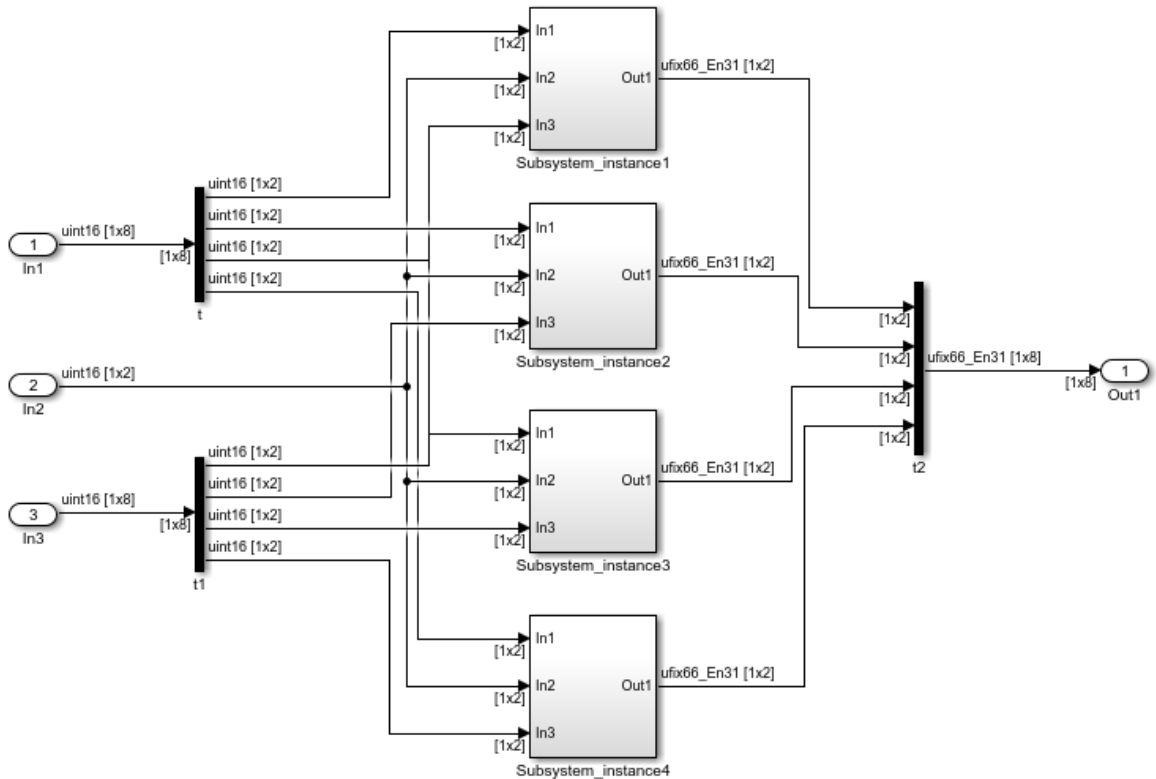 In1
[1x2]
In2
[1x2]
In3
[1x2]
Out1
ufix66_En31 [1x2]
Subsystem_instance1
1
In1
uint16 [1x8]
[1x8]
uint16 [1x2]
uint16 [1x2]
uint16 [1x2]
uint16 [1x2]
t
In1
[1x2]
In2
[1x2]
In3
[1x2]
Out1
ufix66_En31 [1x2]
Subsystem_instance2
2
In2
uint16 [1x2]
[1x2]
[1x2]
[1x2]
[1x2]
t2
ufix66_En31 [1x8]
[1x8]
1
Out1
In1
[1x2]
In2
[1x2]
In3
[1x2]
Out1
ufix66_En31 [1x2]
Subsystem_instance3
3
In3
uint16 [1x8]
[1x8]
uint16 [1x2]
uint16 [1x2]
uint16 [1x2]
uint16 [1x2]
t1
In1
[1x2]
In2
[1x2]
In3
[1x2]
Out1
ufix66_En31 [1x2]
Subsystem_instance4